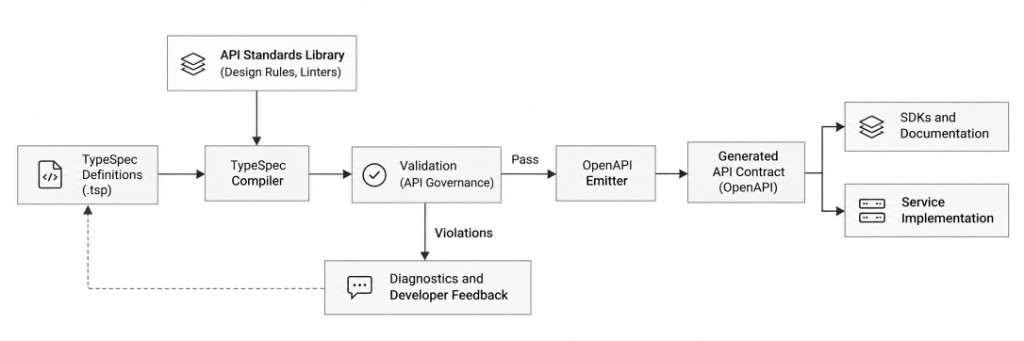 API Standards Library
(Design Rules, Linters)
TypeSpec
Definitions
(.tsp)
TypeSpec
Compiler
Validation
(API Governance)
Pass
OpenAPI
Emitter
Generated
API Contract
(OpenAPI)
SDKs and
Documentation
Service
Implementation
Violations
Diagnostics and
Developer Feedback